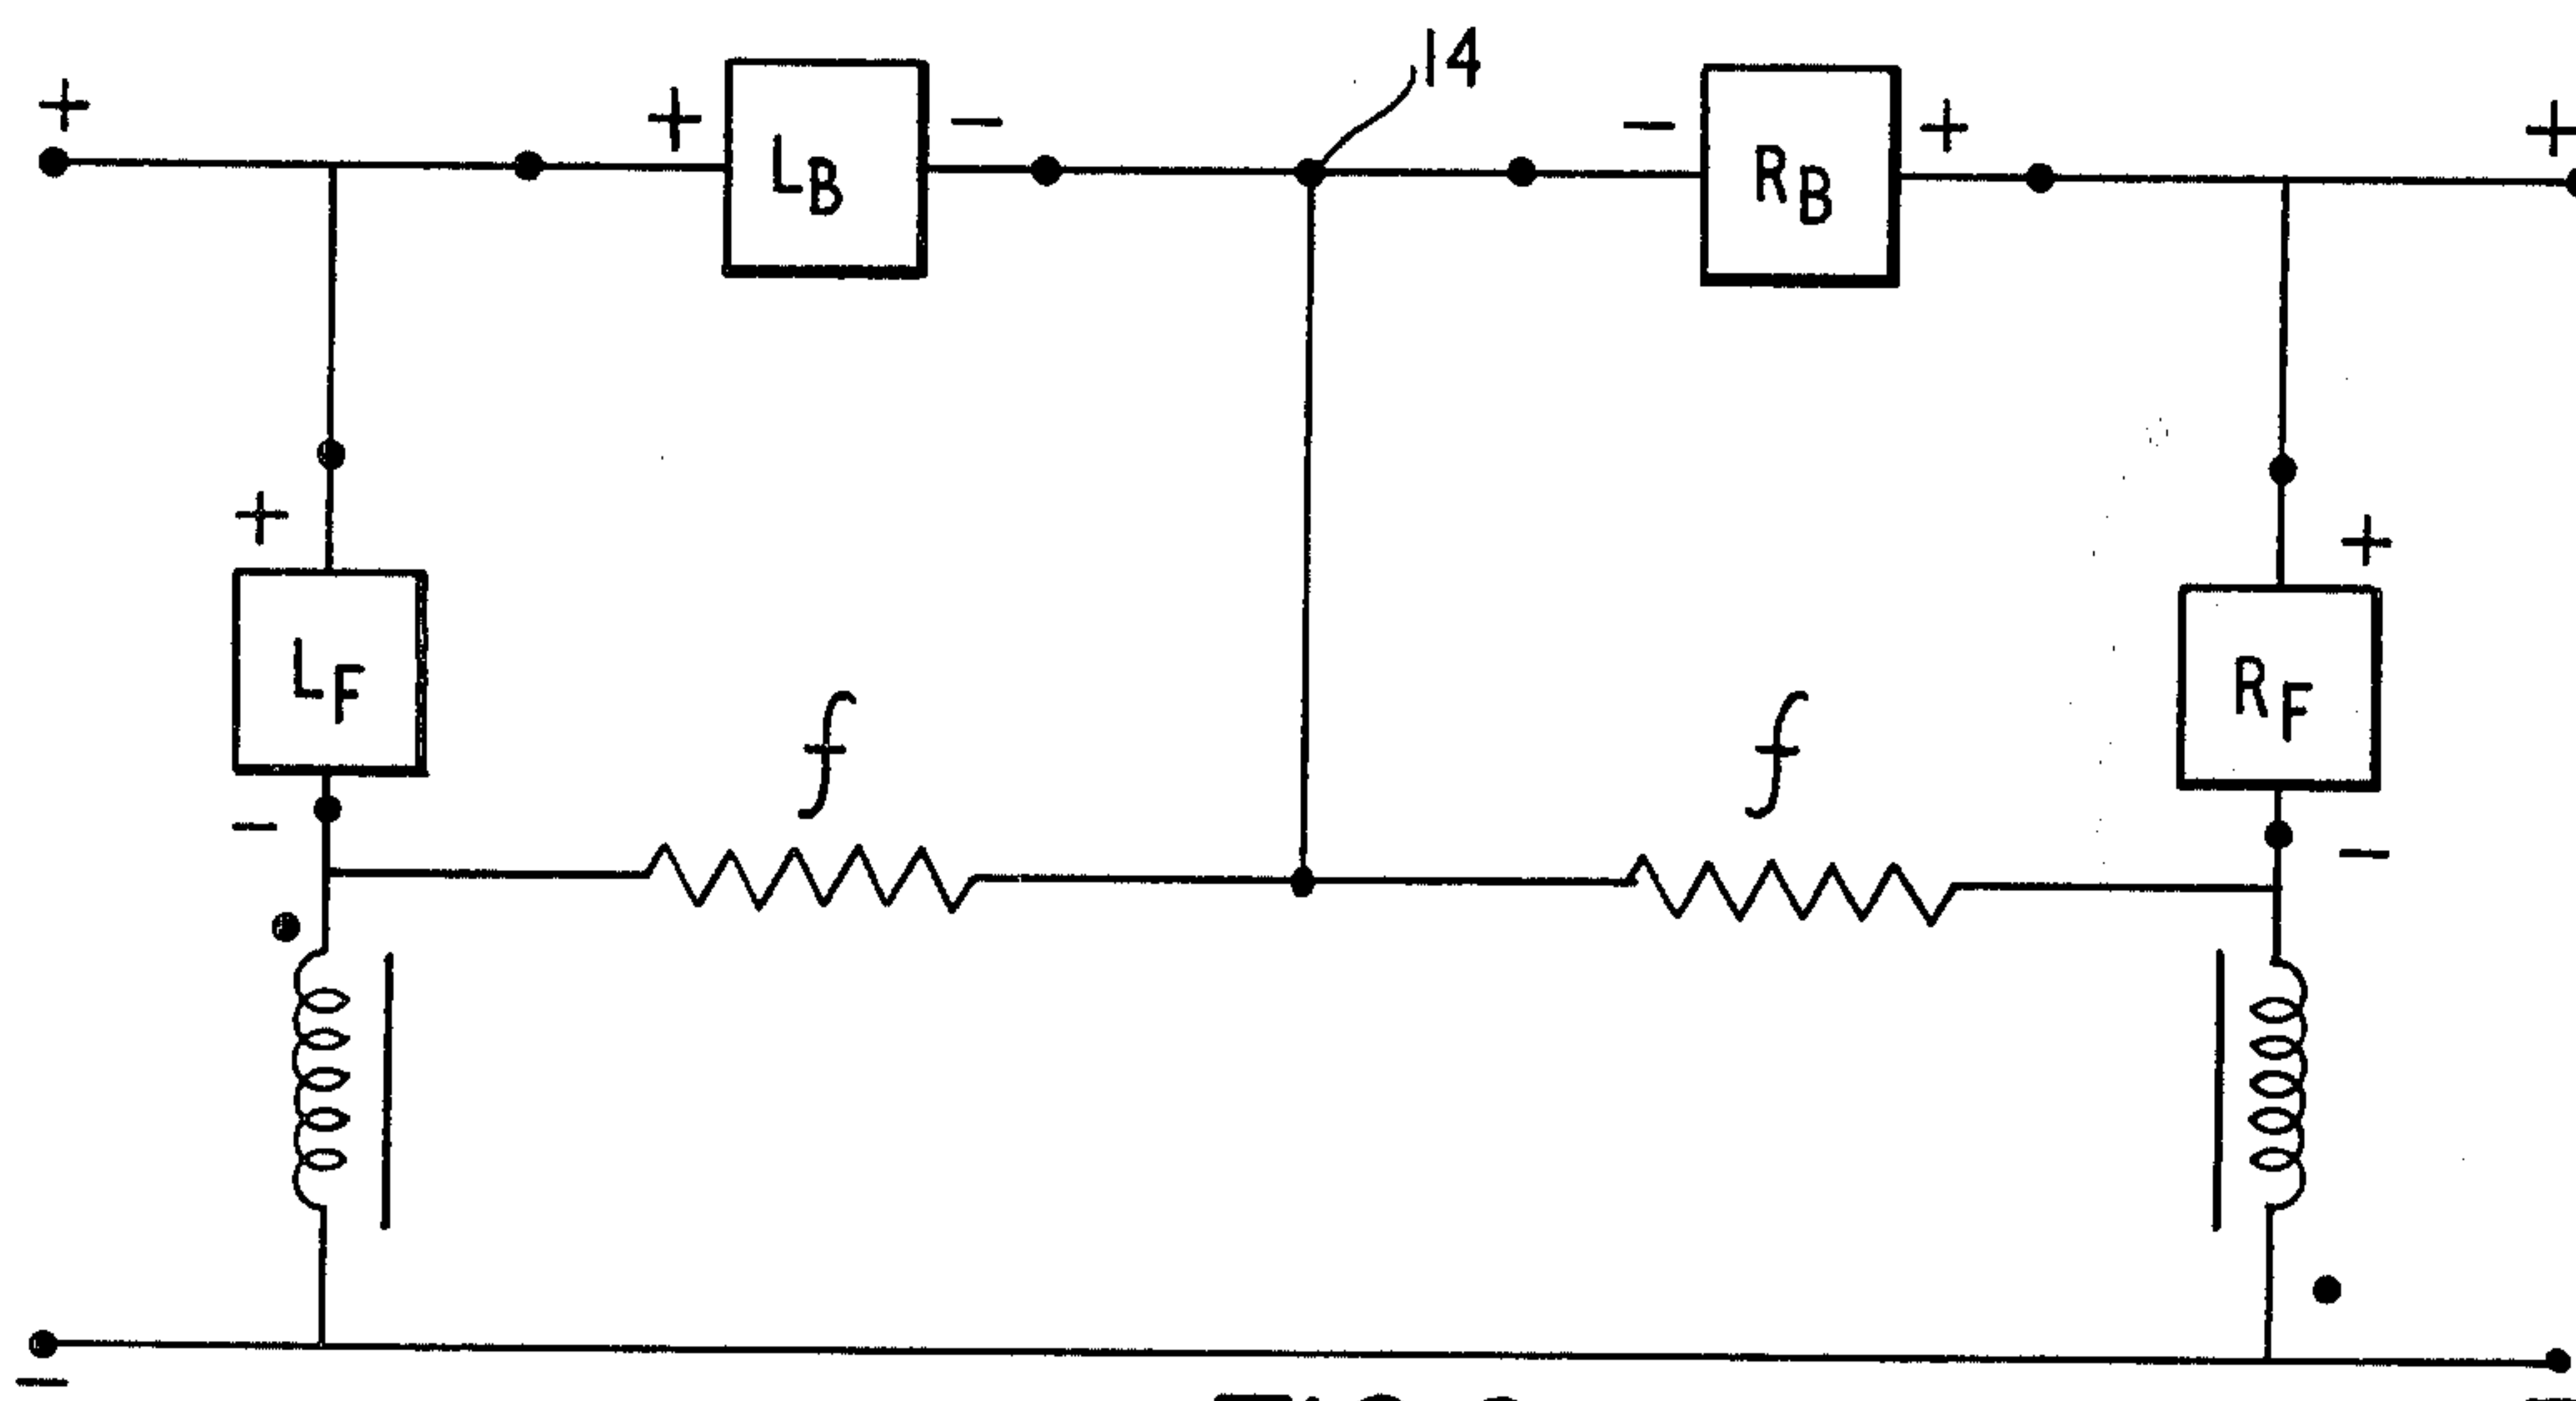 14
+ + L_B - - R_B + +
+ +
L_F R_F
f f
- -
-